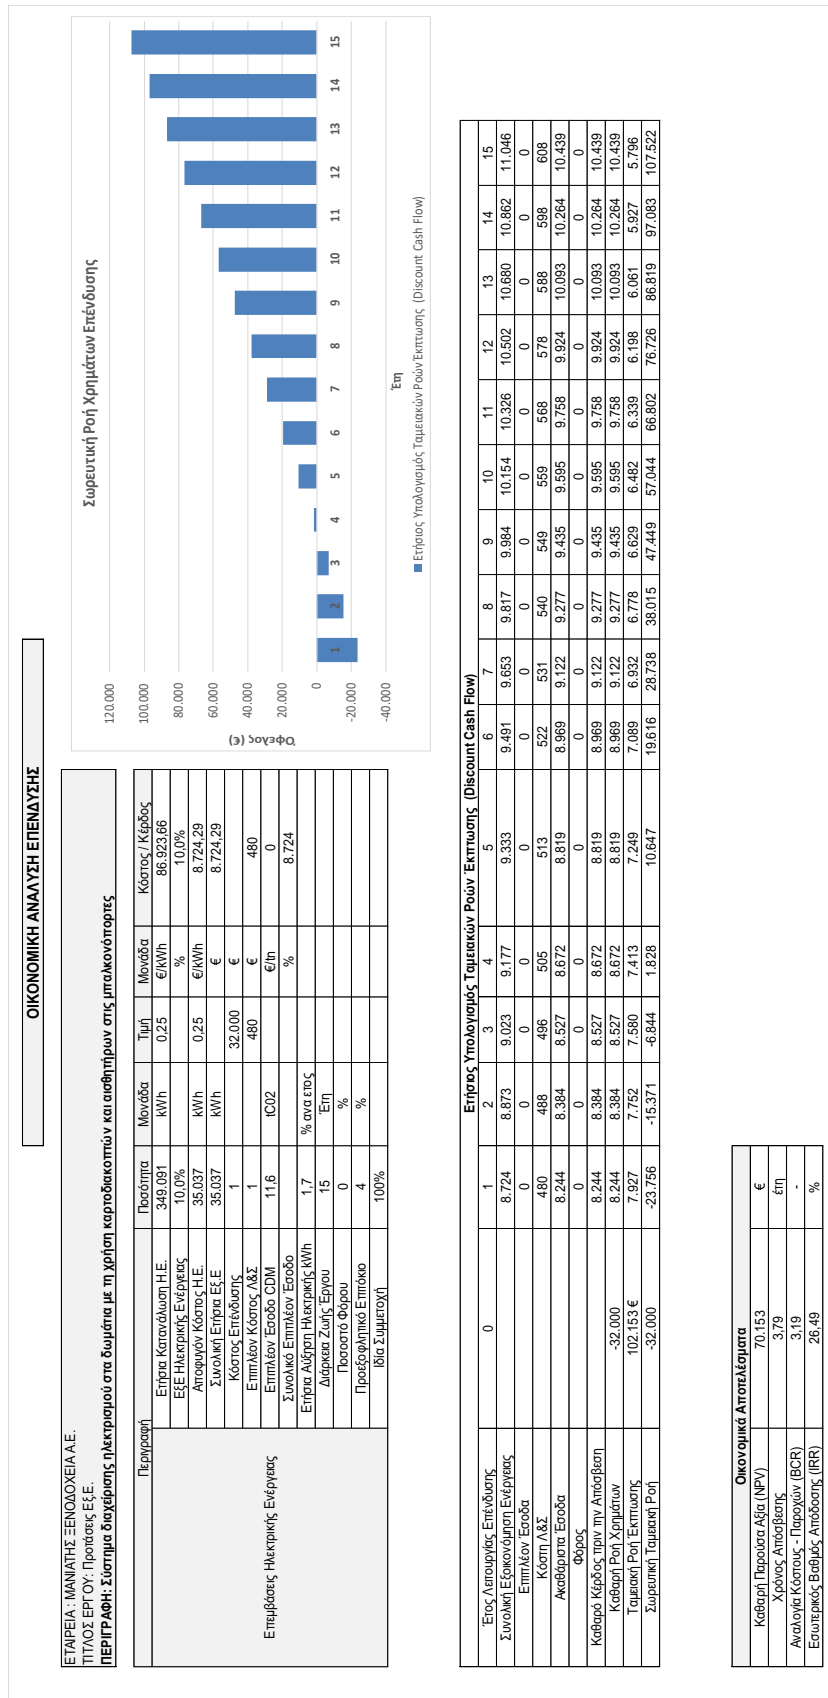 ΟΙΚΟΝΟΜΙΚΗ ΑΝΑΛΥΣΗ ΕΠΕΝΔΥΣΗΣ
ΕΤΑΙΡΕΙΑ : ΜΑΝΙΑΤΗΣ ΞΕΝΟΔΟΧΕΙΑ Α.Ε.
ΤΙΤΛΟΣ ΕΡΓΟΥ: Προτάσεις Εξ.Ε.
ΠΕΡΙΓΡΑΦΗ: Σύστημα διαχείρισης ηλεκτρισμού στα δωμάτια με τη χρήση καρτοδιακοπτών και αισθητήρων στις μπαλκονόπορτες
Περιγραφή Ποσότητα Μονάδα Τιμή Μονάδα Κόστος / Κέρδος
Επεμβάσεις Ηλεκτρικής Ενέργειας
Ετήσια Κατανάλωση Η.Ε. 349.091 kWh 0,25 €/kWh 86.923,66
ΕξΕ Ηλεκτρικής Ενέργειας 10,0% % 10,0%
Αποφυγόν Κόστος Η.Ε. 35.037 kWh 0,25 €/kWh 8.724,29
Συνολική Ετήσια Εξ.Ε 35.037 kWh € 8.724,29
Κόστος Επένδυσης 1 32.000 €
Επιπλέον Κόστος Λ&Σ 1 480 € 480
Επιπλέον Έσοδο CDM 11,6 tCO2 €/tn 0
Συνολικό Επιπλέον Έσοδο % 8.724
Ετήσια Αύξηση Ηλεκτρικής kWh 1,7 % ανα ετος
Διάρκεια Ζωής Έργου 15 Έτη
Ποσοστό Φόρου 0 %
Προεξοφλητικό Επιτόκιο 4 %
Ιδία Συμμετοχή 100%
Σωρευτική Ροή Χρημάτων Επένδυσης
120.000
100.000
80.000
60.000
40.000
20.000
0
-20.000
-40.000
Όφελος (€)
1 2 3 4 5 6 7 8 9 10 11 12 13 14 15
Έτη
Ετήσιος Υπολογισμός Ταμειακών Ροών Έκπτωσης (Discount Cash Flow)
Ετήσιος Υπολογισμός Ταμειακών Ροών Έκπτωσης (Discount Cash Flow)
Έτος Λειτουργίας Επένδυσης 0 1 2 3 4 5 6 7 8 9 10 11 12 13 14 15
Συνολική Εξοικονόμηση Ενέργειας 8.724 8.873 9.023 9.177 9.333 9.491 9.653 9.817 9.984 10.154 10.326 10.502 10.680 10.862 11.046
Επιπλέον Έσοδα 0 0 0 0 0 0 0 0 0 0 0 0 0 0 0
Κόστη Λ&Σ 480 488 496 505 513 522 531 540 549 559 568 578 588 598 608
Ακαθάριστα Έσοδα 8.244 8.384 8.527 8.672 8.819 8.969 9.122 9.277 9.435 9.595 9.758 9.924 10.093 10.264 10.439
Φόρος 0 0 0 0 0 0 0 0 0 0 0 0 0 0 0
Καθαρό Κέρδος πριν την Απόσβεση 8.244 8.384 8.527 8.672 8.819 8.969 9.122 9.277 9.435 9.595 9.758 9.924 10.093 10.264 10.439
Καθαρή Ροή Χρημάτων -32.000 8.244 8.384 8.527 8.672 8.819 8.969 9.122 9.277 9.435 9.595 9.758 9.924 10.093 10.264 10.439
Ταμειακή Ροή Έκπτωσης 102.153 € 7.927 7.752 7.580 7.413 7.249 7.089 6.932 6.778 6.629 6.482 6.339 6.198 6.061 5.927 5.796
Σωρευτική Ταμειακή Ροή -32.000 -23.756 -15.371 -6.844 1.828 10.647 19.616 28.738 38.015 47.449 57.044 66.802 76.726 86.819 97.083 107.522
Οικονομικά Αποτελέσματα
Καθαρή Παρούσα Αξία (NPV) 70.153 €
Χρόνος Απόσβεσης 3,79 έτη
Αναλογία Κόστους - Παροχών (BCR) 3,19 -
Εσωτερικός Βαθμός Απόδοσης (IRR) 26,49 %